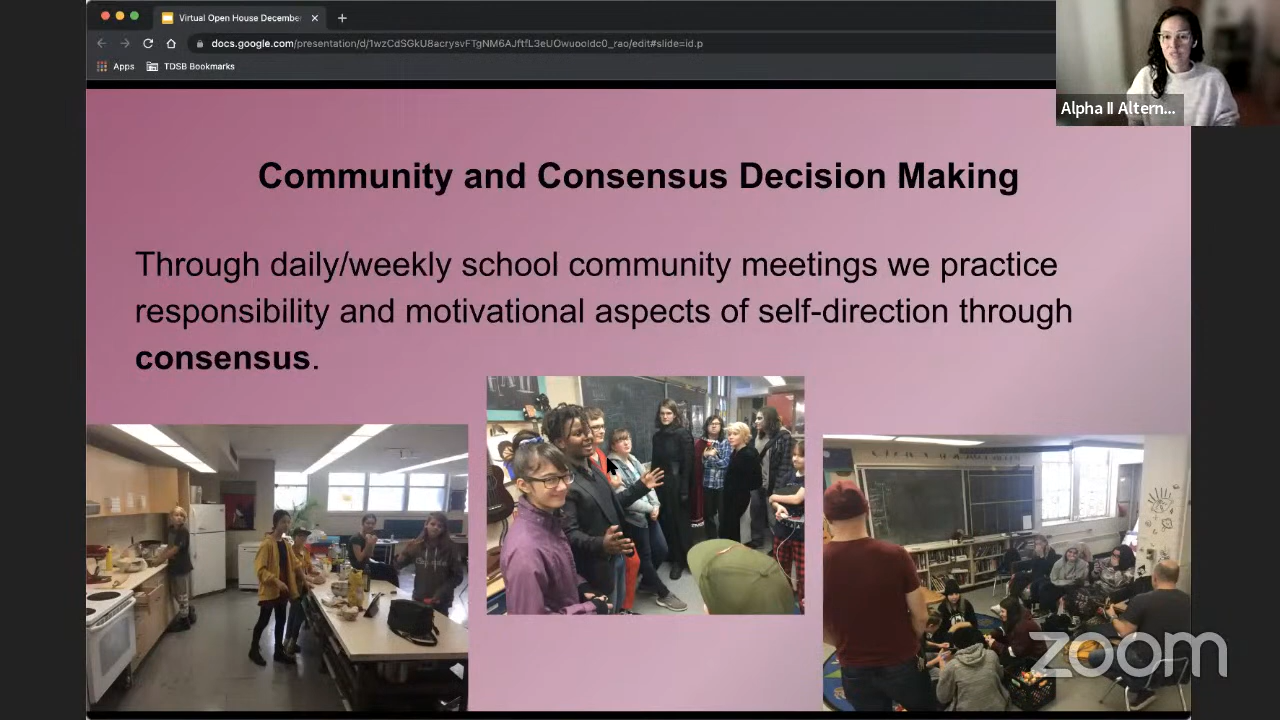 Virtual Open House December
docs.google.com/presentation/d/1wzCdSGkU8acrysvFTgNM6AJftfL3eUOwuooIdc0_rao/edit#slide=id.p
Apps
TDSB Bookmarks
Alpha II Altern...
Community and Consensus Decision Making
Through daily/weekly school community meetings we practice
responsibility and motivational aspects of self-direction through
consensus.
zoom